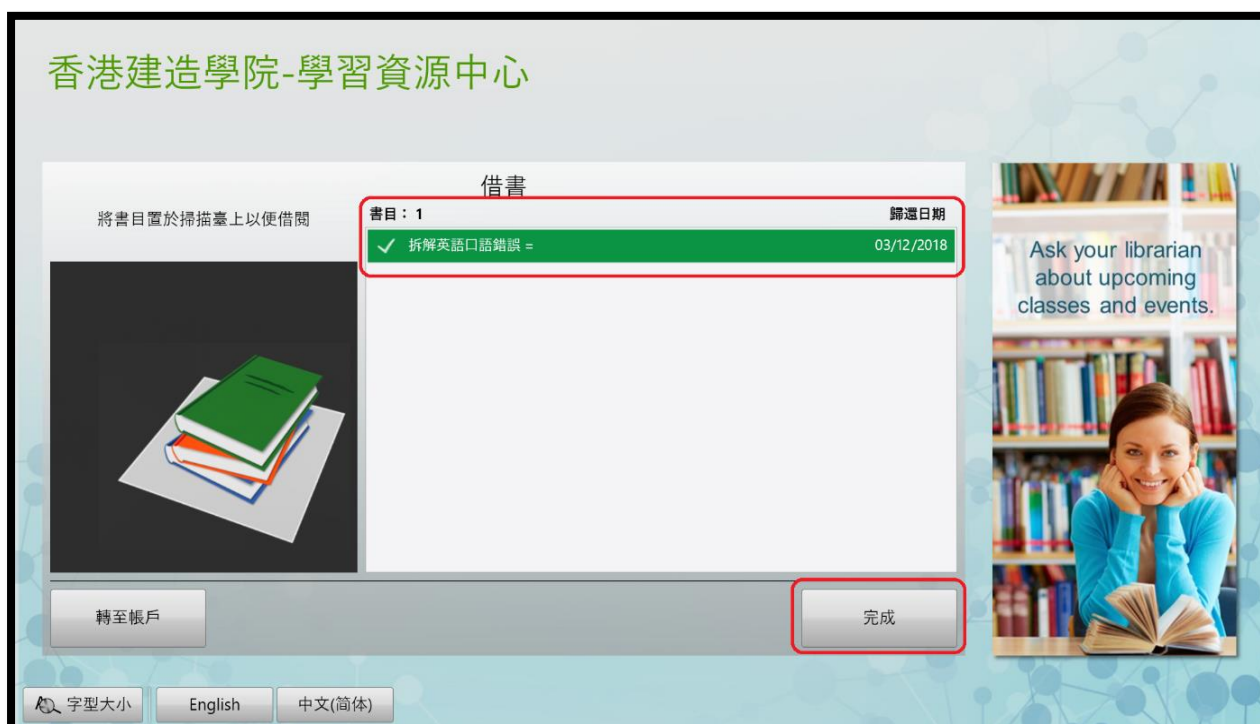 香港建造學院-學習資源中心
借書
將書目置於掃描臺上以便借閱
書目：1 歸還日期
拆解英語口語錯誤 = 03/12/2018
Ask your librarian
about upcoming
classes and events.
轉至帳戶
完成
字型大小
English
中文(简体)